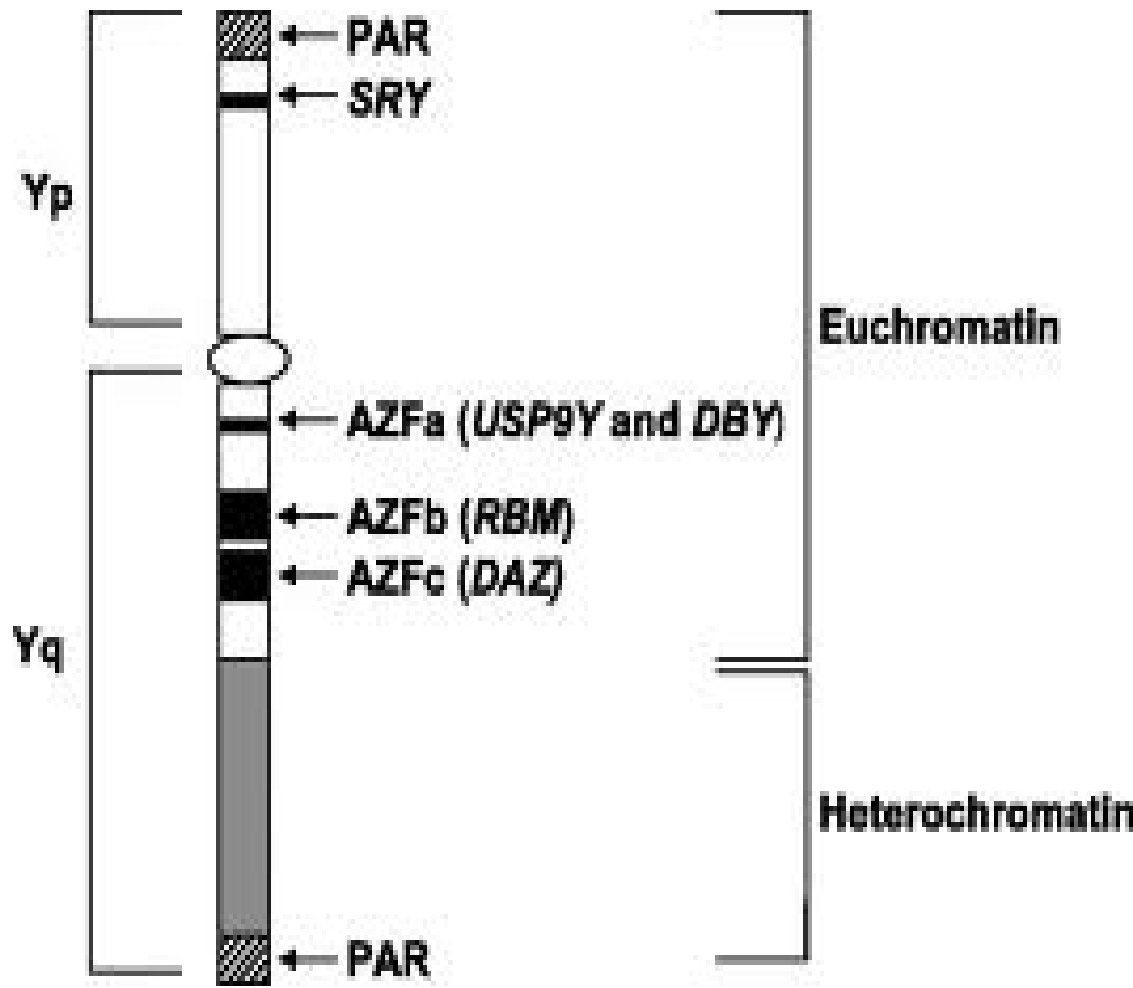 PAR
SRY
Yp
Euchromatin
AZFa (USP9Y and DBY)
AZFb (RBM)
AZFc (DAZ)
Yq
Heterochromatin
PAR